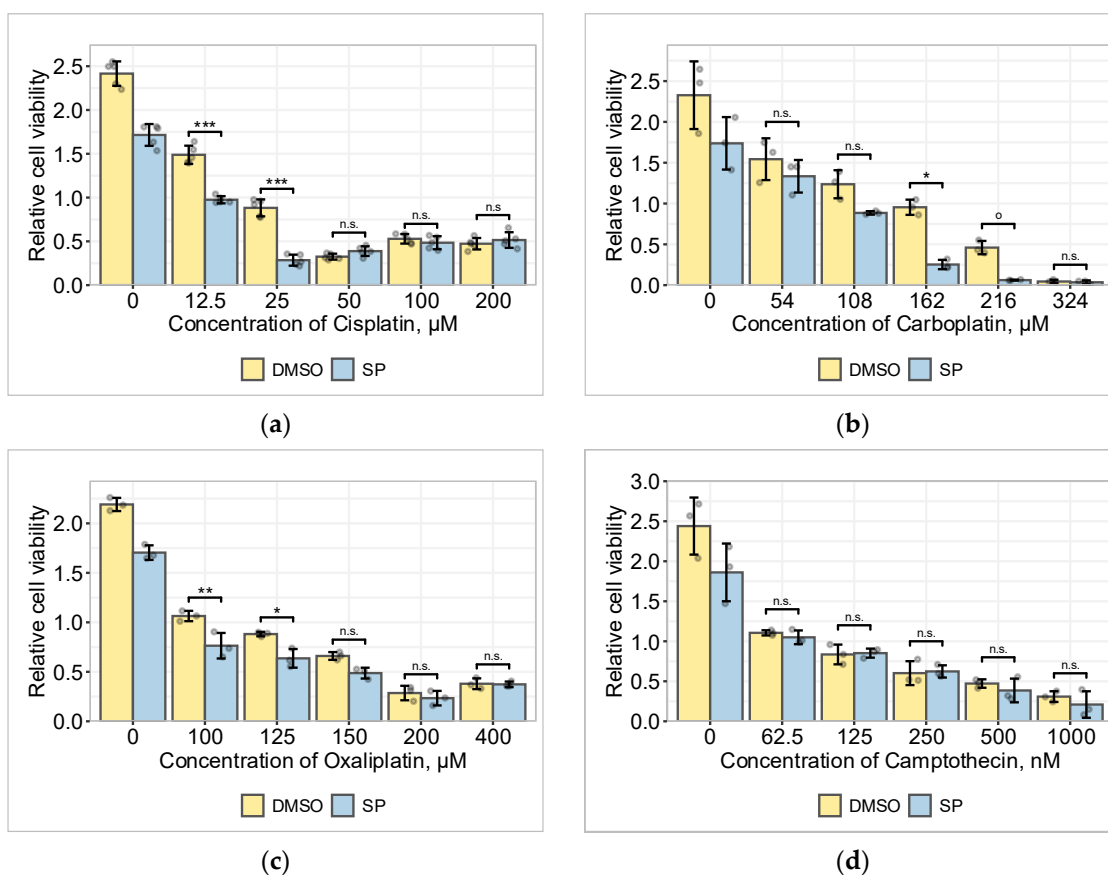 2.5
2.0
1.5
1.0
0.5
0.0
Relative cell viability
***
***
n.s.
n.s.
n.s
0 12.5 25 50 100 200
Concentration of Cisplatin, µM
DMSO SP
(a)
2.5
2.0
1.5
1.0
0.5
0.0
Relative cell viability
n.s.
n.s.
*
o
n.s.
0 54 108 162 216 324
Concentration of Carboplatin, µM
DMSO SP
(b)
2.0
1.5
1.0
0.5
0.0
Relative cell viability
**
*
n.s.
n.s.
n.s.
0 100 125 150 200 400
Concentration of Oxaliplatin, µM
DMSO SP
(c)
3.0
2.5
2.0
1.5
1.0
0.5
0.0
Relative cell viability
n.s.
n.s.
n.s.
n.s.
n.s.
0 62.5 125 250 500 1000
Concentration of Camptothecin, nM
DMSO SP
(d)